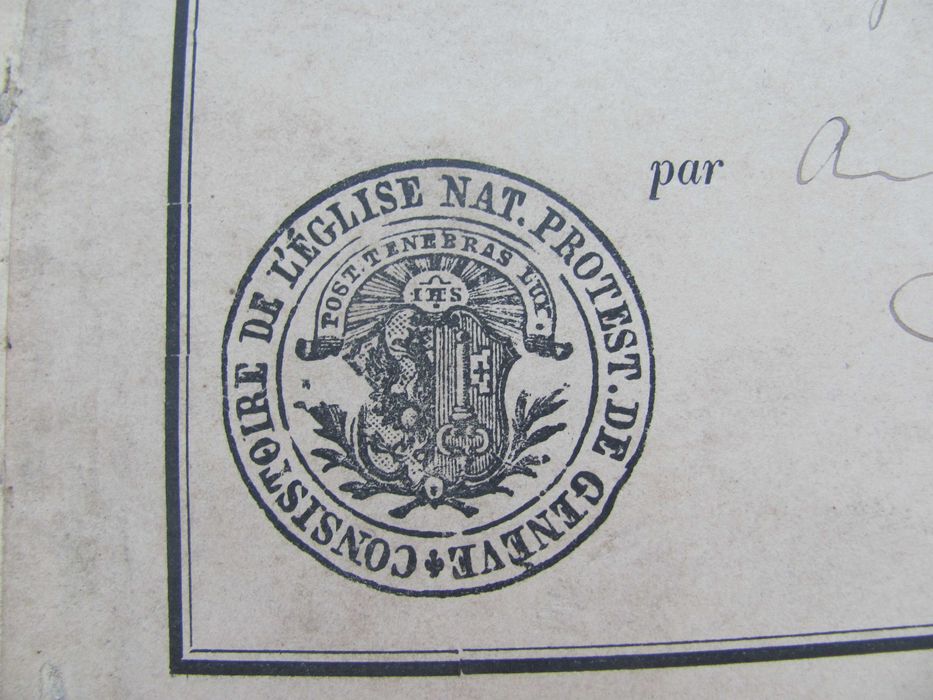 par
CONSISTOIRE DE L'ÉGLISE NAT. PROTEST. DE GENÈVE
POST. TENEBRAS LUX.
IHS